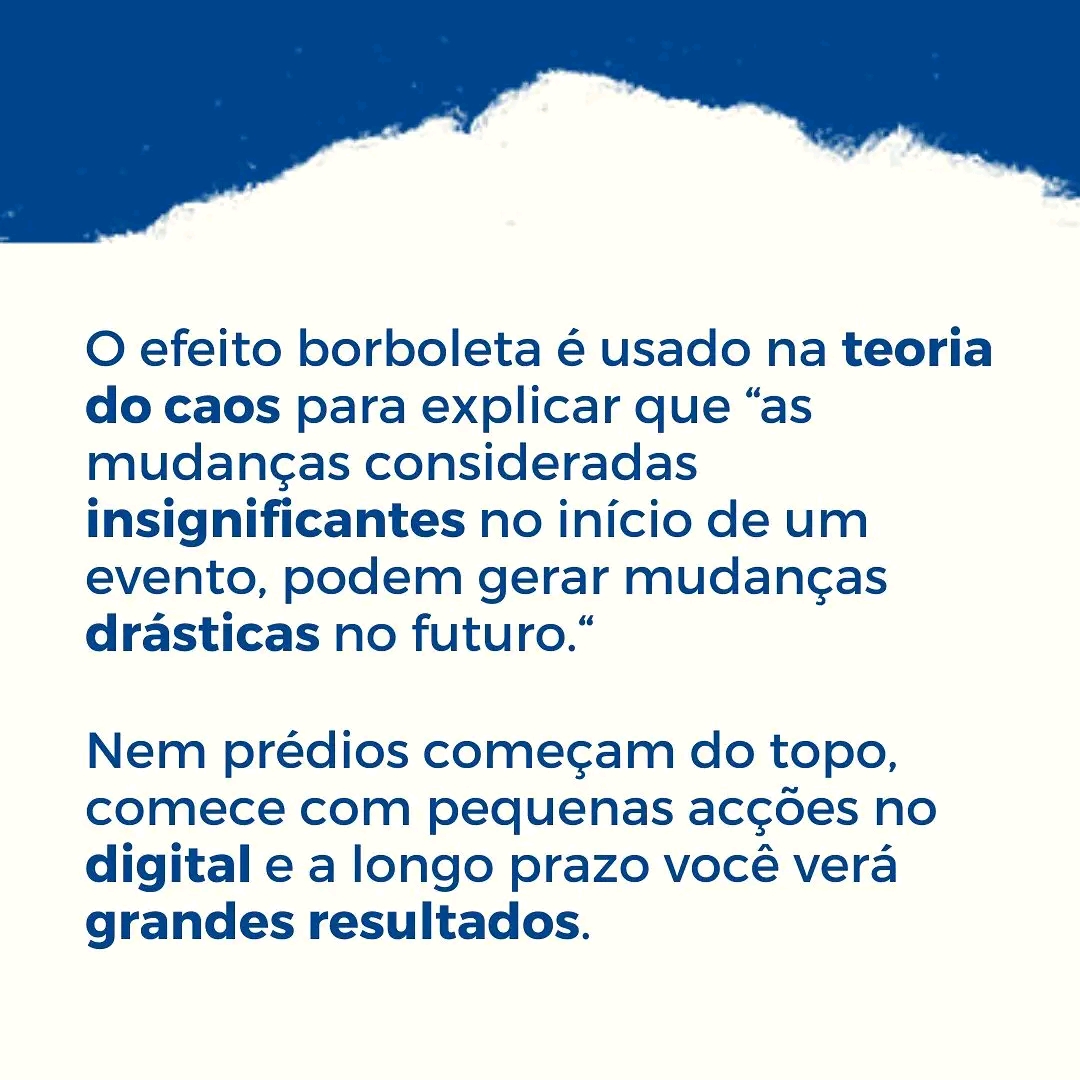 O efeito borboleta é usado na teoria
do caos para explicar que “as
mudanças consideradas
insignificantes no início de um
evento, podem gerar mudanças
drásticas no futuro.“
Nem prédios começam do topo,
comece com pequenas acções no
digital e a longo prazo você verá
grandes resultados.